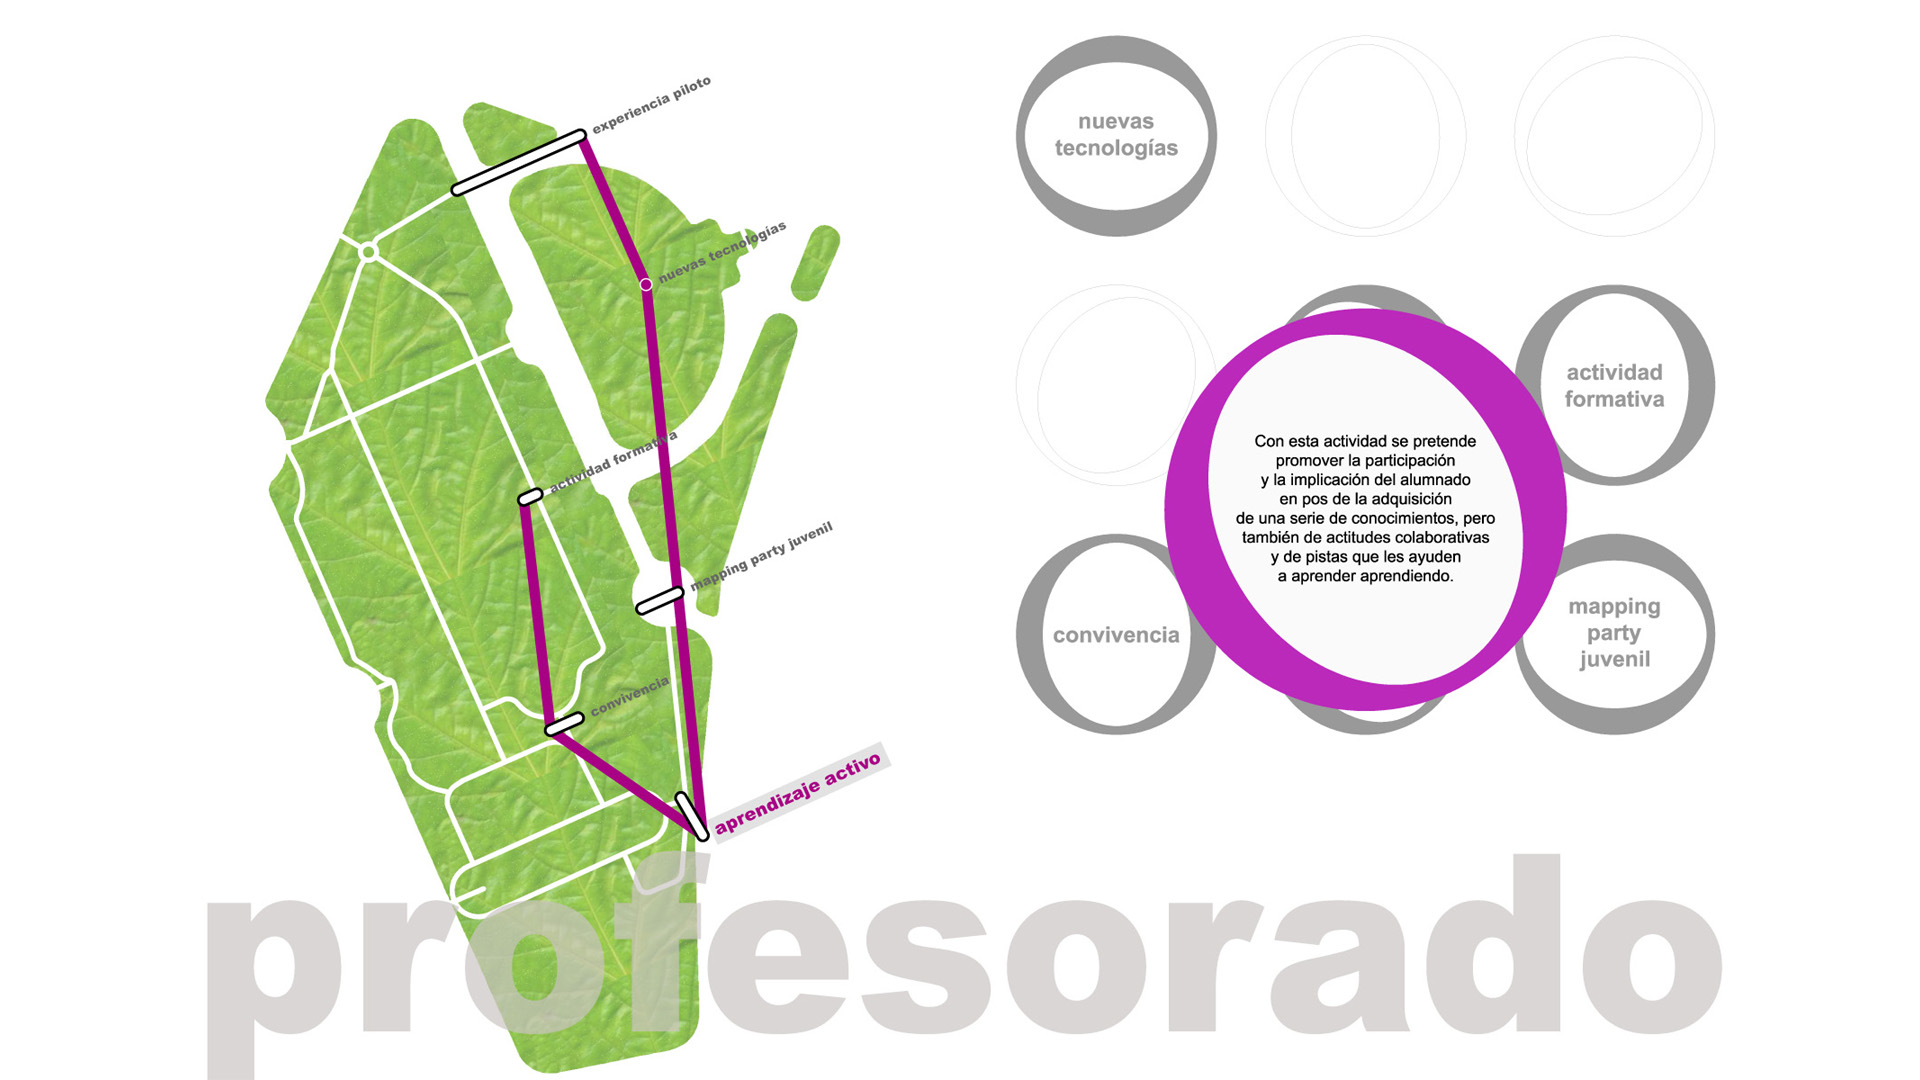 experiencia piloto
nuevas tecnologías
actividad formativa
mapping party juvenil
convivencia
aprendizaje activo
nuevas
tecnologías
actividad
formativa
Con esta actividad se pretende
promover la participación
y la implicación del alumnado
en pos de la adquisición
de una serie de conocimientos, pero
también de actitudes colaborativas
y de pistas que les ayuden
a aprender aprendiendo.
convivencia
mapping
party
juvenil
profesorado